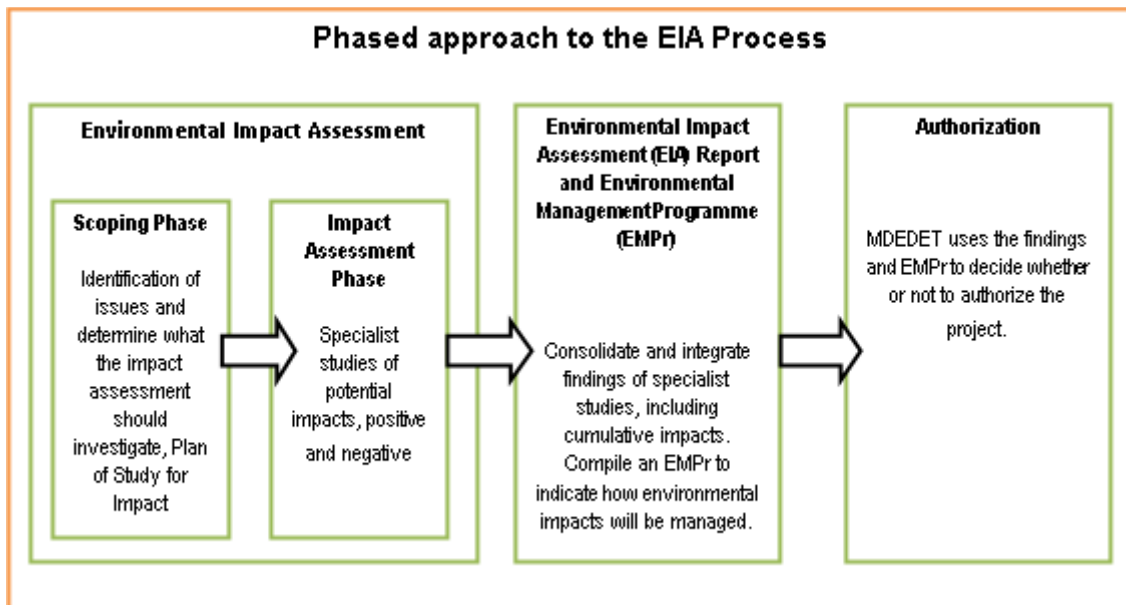 Phased approach to the EIA Process
Environmental Impact Assessment
Scoping Phase
Identification of
issues and
determine what
the impact
assessment
should
investigate, Plan
of Study for
Impact
Impact
Assessment
Phase
Specialist
studies of
potential
impacts, positive
and negative
Environmental Impact
Assessment (EIA) Report
and Environmental
Management Programme
(EMPr)
Consolidate and integrate
findings of specialist
studies, including
cumulative impacts.
Compile an EMPr to
indicate how environmental
impacts will be managed.
Authorization
MDEDET uses the findings
and EMPr to decide whether
or not to authorize the
project.